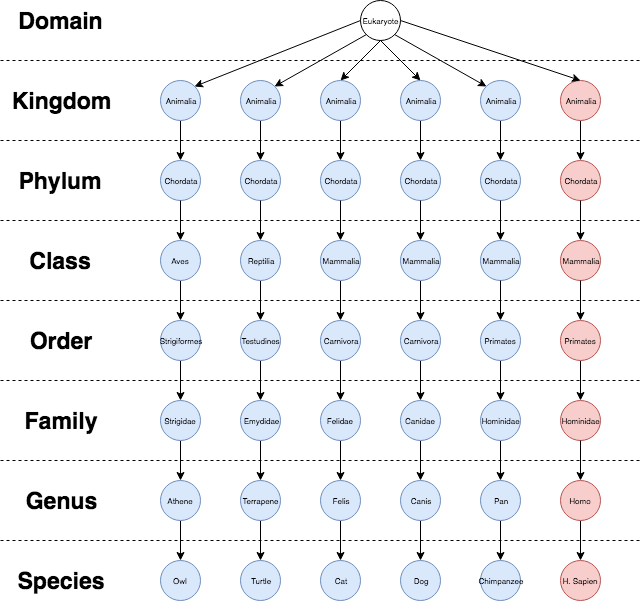 Domain
Eukaryote
Kingdom
Animalia Animalia Animalia Animalia Animalia Animalia
Phylum
Chordata Chordata Chordata Chordata Chordata Chordata
Class
Aves Reptilia Mammalia Mammalia Mammalia Mammalia
Order
Strigiformes Testudines Carnivora Carnivora Primates Primates
Family
Strigidae Emydidae Felidae Canidae Hominidae Hominidae
Genus
Athene Terrapene Felis Canis Pan Homo
Species
Owl Turtle Cat Dog Chimpanzee H. Sapien